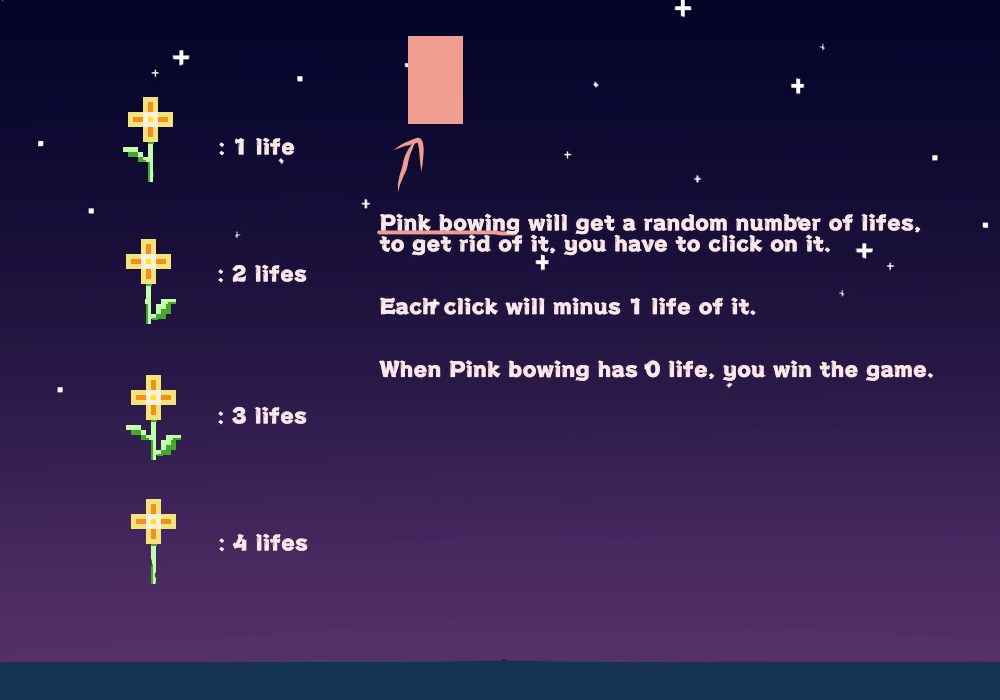 : 1 life
: 2 lifes
: 3 lifes
: 4 lifes
Pink bowing will get a random number of lifes,
to get rid of it, you have to click on it.
Each click will minus 1 life of it.
When Pink bowing has 0 life, you win the game.